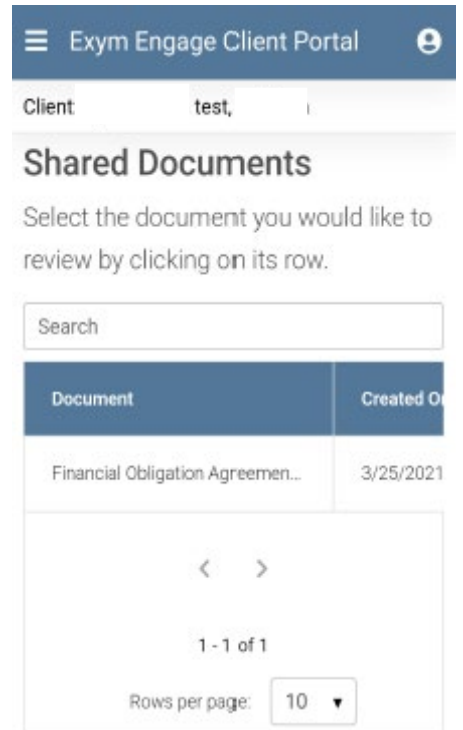 Exym Engage Client Portal
Client: test,
Shared Documents
Select the document you would like to
review by clicking on its row.
Search
Document Created O
Financial Obligation Agreemen... 3/25/2021
1 - 1 of 1
Rows per page: 10